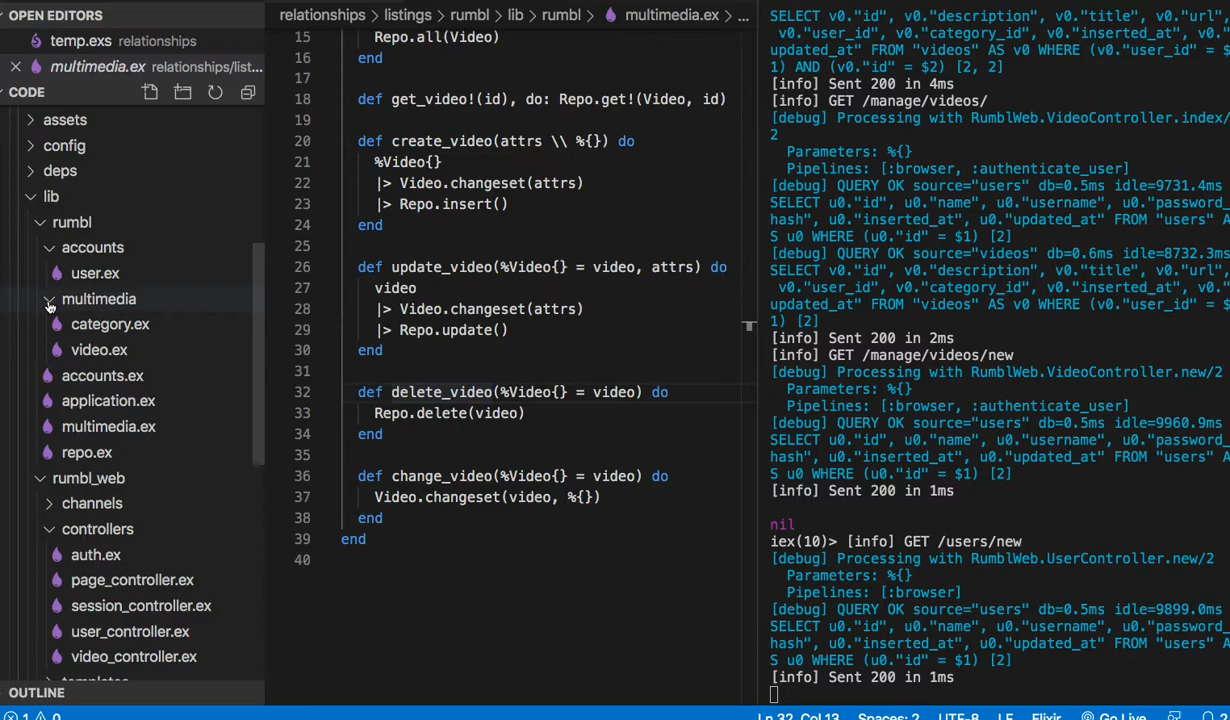 OPEN EDITORS
temp.exs relationships
multimedia.ex relationships/list...
CODE
assets
config
deps
lib
rumbl
accounts
user.ex
multimedia
category.ex
video.ex
accounts.ex
application.ex
multimedia.ex
repo.ex
rumbl_web
channels
controllers
auth.ex
page_controller.ex
session_controller.ex
user_controller.ex
video_controller.ex
OUTLINE
1 0
relationships > listings > rumbl > lib > rumbl > multimedia.ex > ...
15 Repo.all(Video)
16 end
17
18 def get_video!(id), do: Repo.get!(Video, id)
19
20 def create_video(attrs \\ %{}) do
21 %Video{}
22 |> Video.changeset(attrs)
23 |> Repo.insert()
24 end
25
26 def update_video(%Video{} = video, attrs) do
27 video
28 |> Video.changeset(attrs)
29 |> Repo.update()
30 end
31
32 def delete_video(%Video{} = video) do
33 Repo.delete(video)
34 end
35
36 def change_video(%Video{} = video) do
37 Video.changeset(video, %{})
38 end
39 end
40
SELECT v0."id", v0."description", v0."title", v0."url",
v0."user_id", v0."category_id", v0."inserted_at", v0."
updated_at" FROM "videos" AS v0 WHERE (v0."user_id" = $
1) AND (v0."id" = $2) [2, 2]
[info] Sent 200 in 4ms
[info] GET /manage/videos/
[debug] Processing with RumblWeb.VideoController.index/
2
Parameters: %{}
Pipelines: [:browser, :authenticate_user]
[debug] QUERY OK source="users" db=0.5ms idle=9731.4ms
SELECT u0."id", u0."name", u0."username", u0."password_
hash", u0."inserted_at", u0."updated_at" FROM "users" A
S u0 WHERE (u0."id" = $1) [2]
[debug] QUERY OK source="videos" db=0.6ms idle=8732.3ms
SELECT v0."id", v0."description", v0."title", v0."url",
v0."user_id", v0."category_id", v0."inserted_at", v0."
updated_at" FROM "videos" AS v0 WHERE (v0."user_id" = $
1) [2]
[info] Sent 200 in 2ms
[info] GET /manage/videos/new
[debug] Processing with RumblWeb.VideoController.new/2
Parameters: %{}
Pipelines: [:browser, :authenticate_user]
[debug] QUERY OK source="users" db=0.5ms idle=9960.9ms
SELECT u0."id", u0."name", u0."username", u0."password_
hash", u0."inserted_at", u0."updated_at" FROM "users" A
S u0 WHERE (u0."id" = $1) [2]
[info] Sent 200 in 1ms
nil
iex(10)> [info] GET /users/new
[debug] Processing with RumblWeb.UserController.new/2
Parameters: %{}
Pipelines: [:browser]
[debug] QUERY OK source="users" db=0.5ms idle=9899.0ms
SELECT u0."id", u0."name", u0."username", u0."password_
hash", u0."inserted_at", u0."updated_at" FROM "users" A
S u0 WHERE (u0."id" = $1) [2]
[info] Sent 200 in 1ms
Ln 32, Col 13 Spaces: 2 UTF-8 LF Elixir Go Live 2